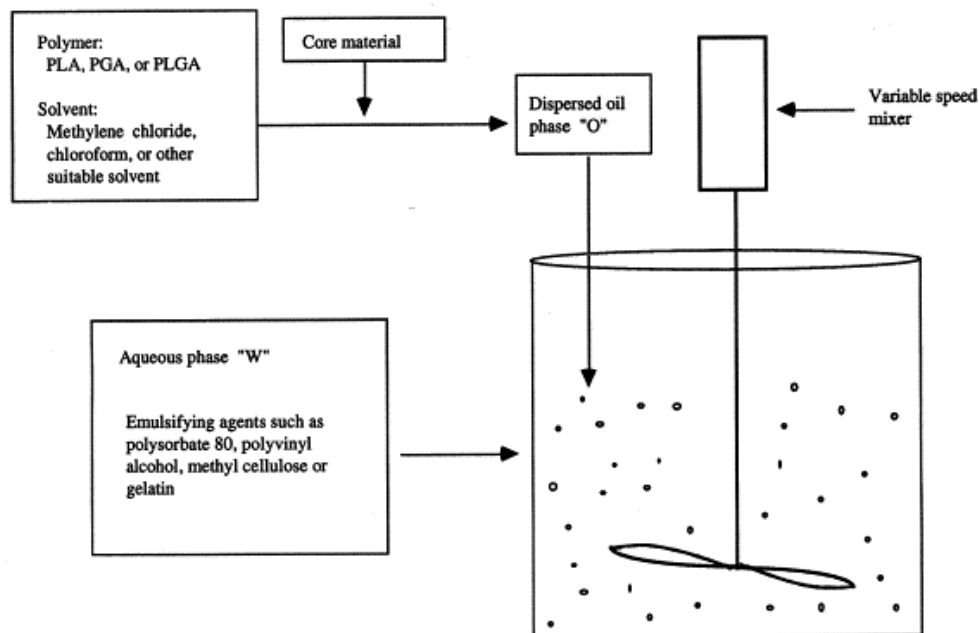 Polymer:
PLA, PGA, or PLGA
Solvent:
Methylene chloride,
chloroform, or other
suitable solvent
Core material
Dispersed oil
phase "O"
Variable speed
mixer
Aqueous phase "W"
Emulsifying agents such as
polysorbate 80, polyvinyl
alcohol, methyl cellulose or
gelatin